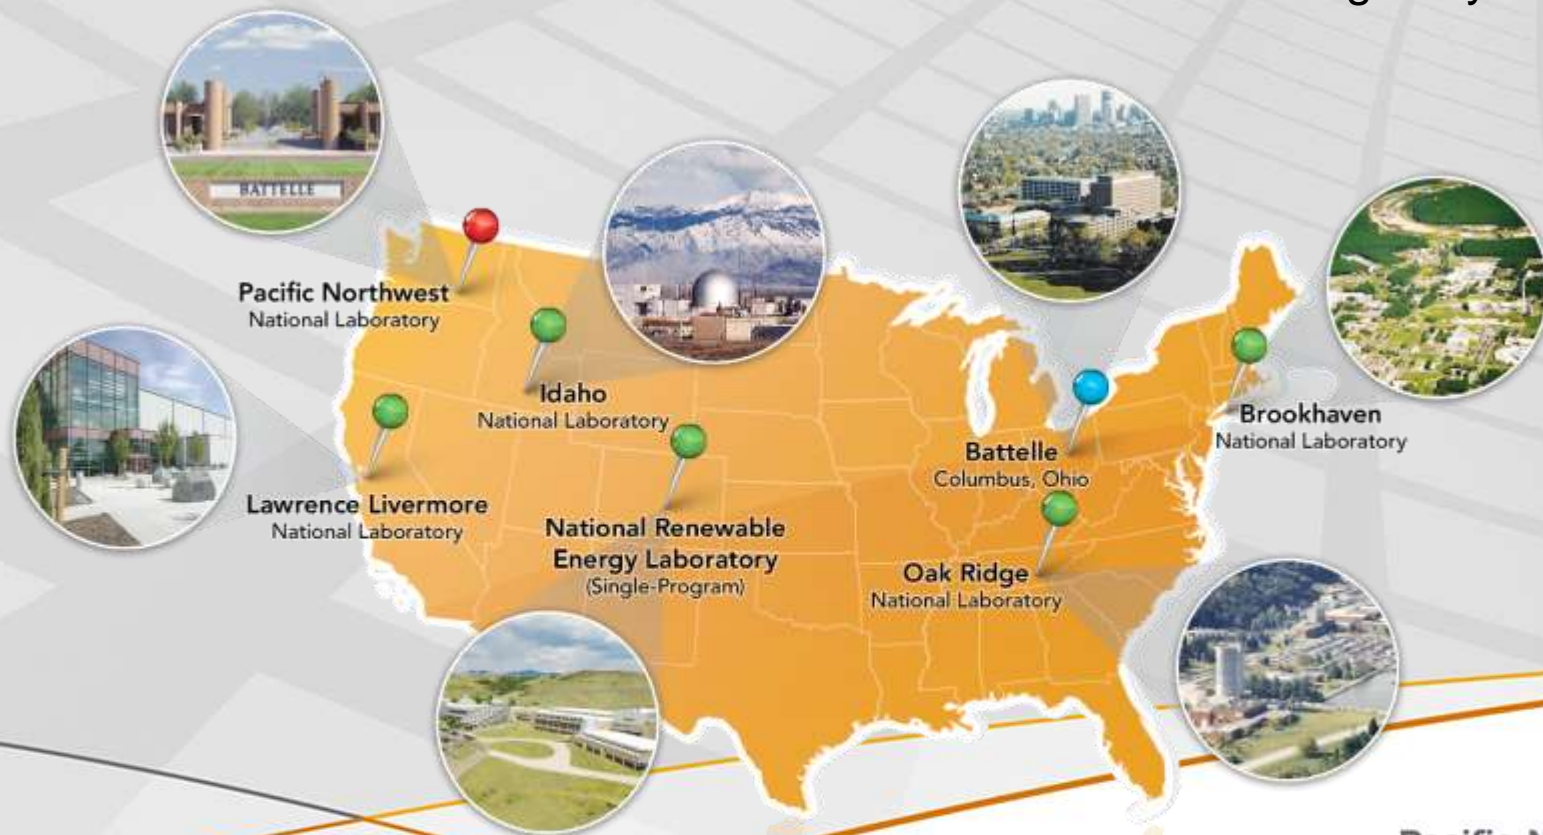 BATTELLE
Pacific Northwest
National Laboratory
Idaho
National Laboratory
Lawrence Livermore
National Laboratory
National Renewable
Energy Laboratory
(Single-Program)
Battelle
Columbus, Ohio
Brookhaven
National Laboratory
Oak Ridge
National Laboratory